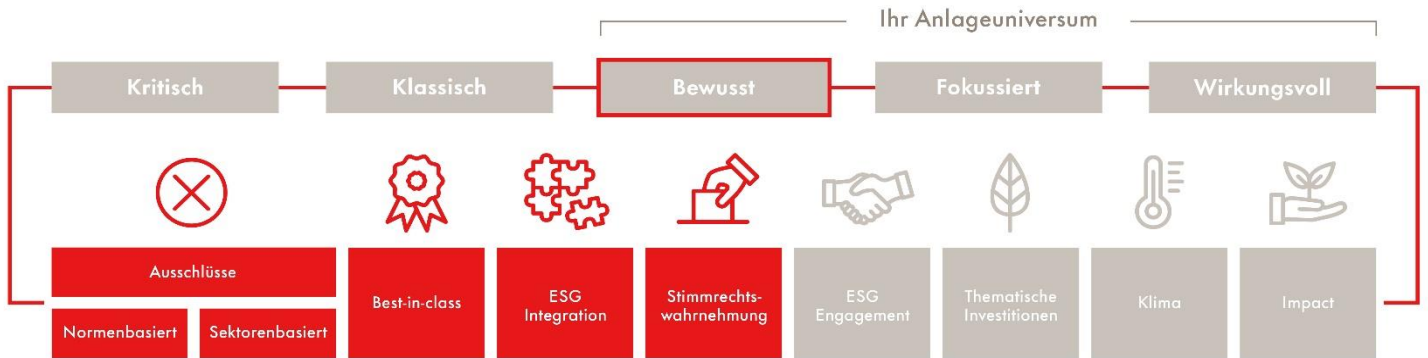 Ihr Anlageuniversum
Kritisch
Klassisch
Bewusst
Fokussiert
Wirkungsvoll
Ausschlüsse
Normenbasiert
Sektorenbasiert
Best-in-class
ESG
Integration
Stimmrechts-
wahrnehmung
ESG
Engagement
Thematische
Investitionen
Klima
Impact